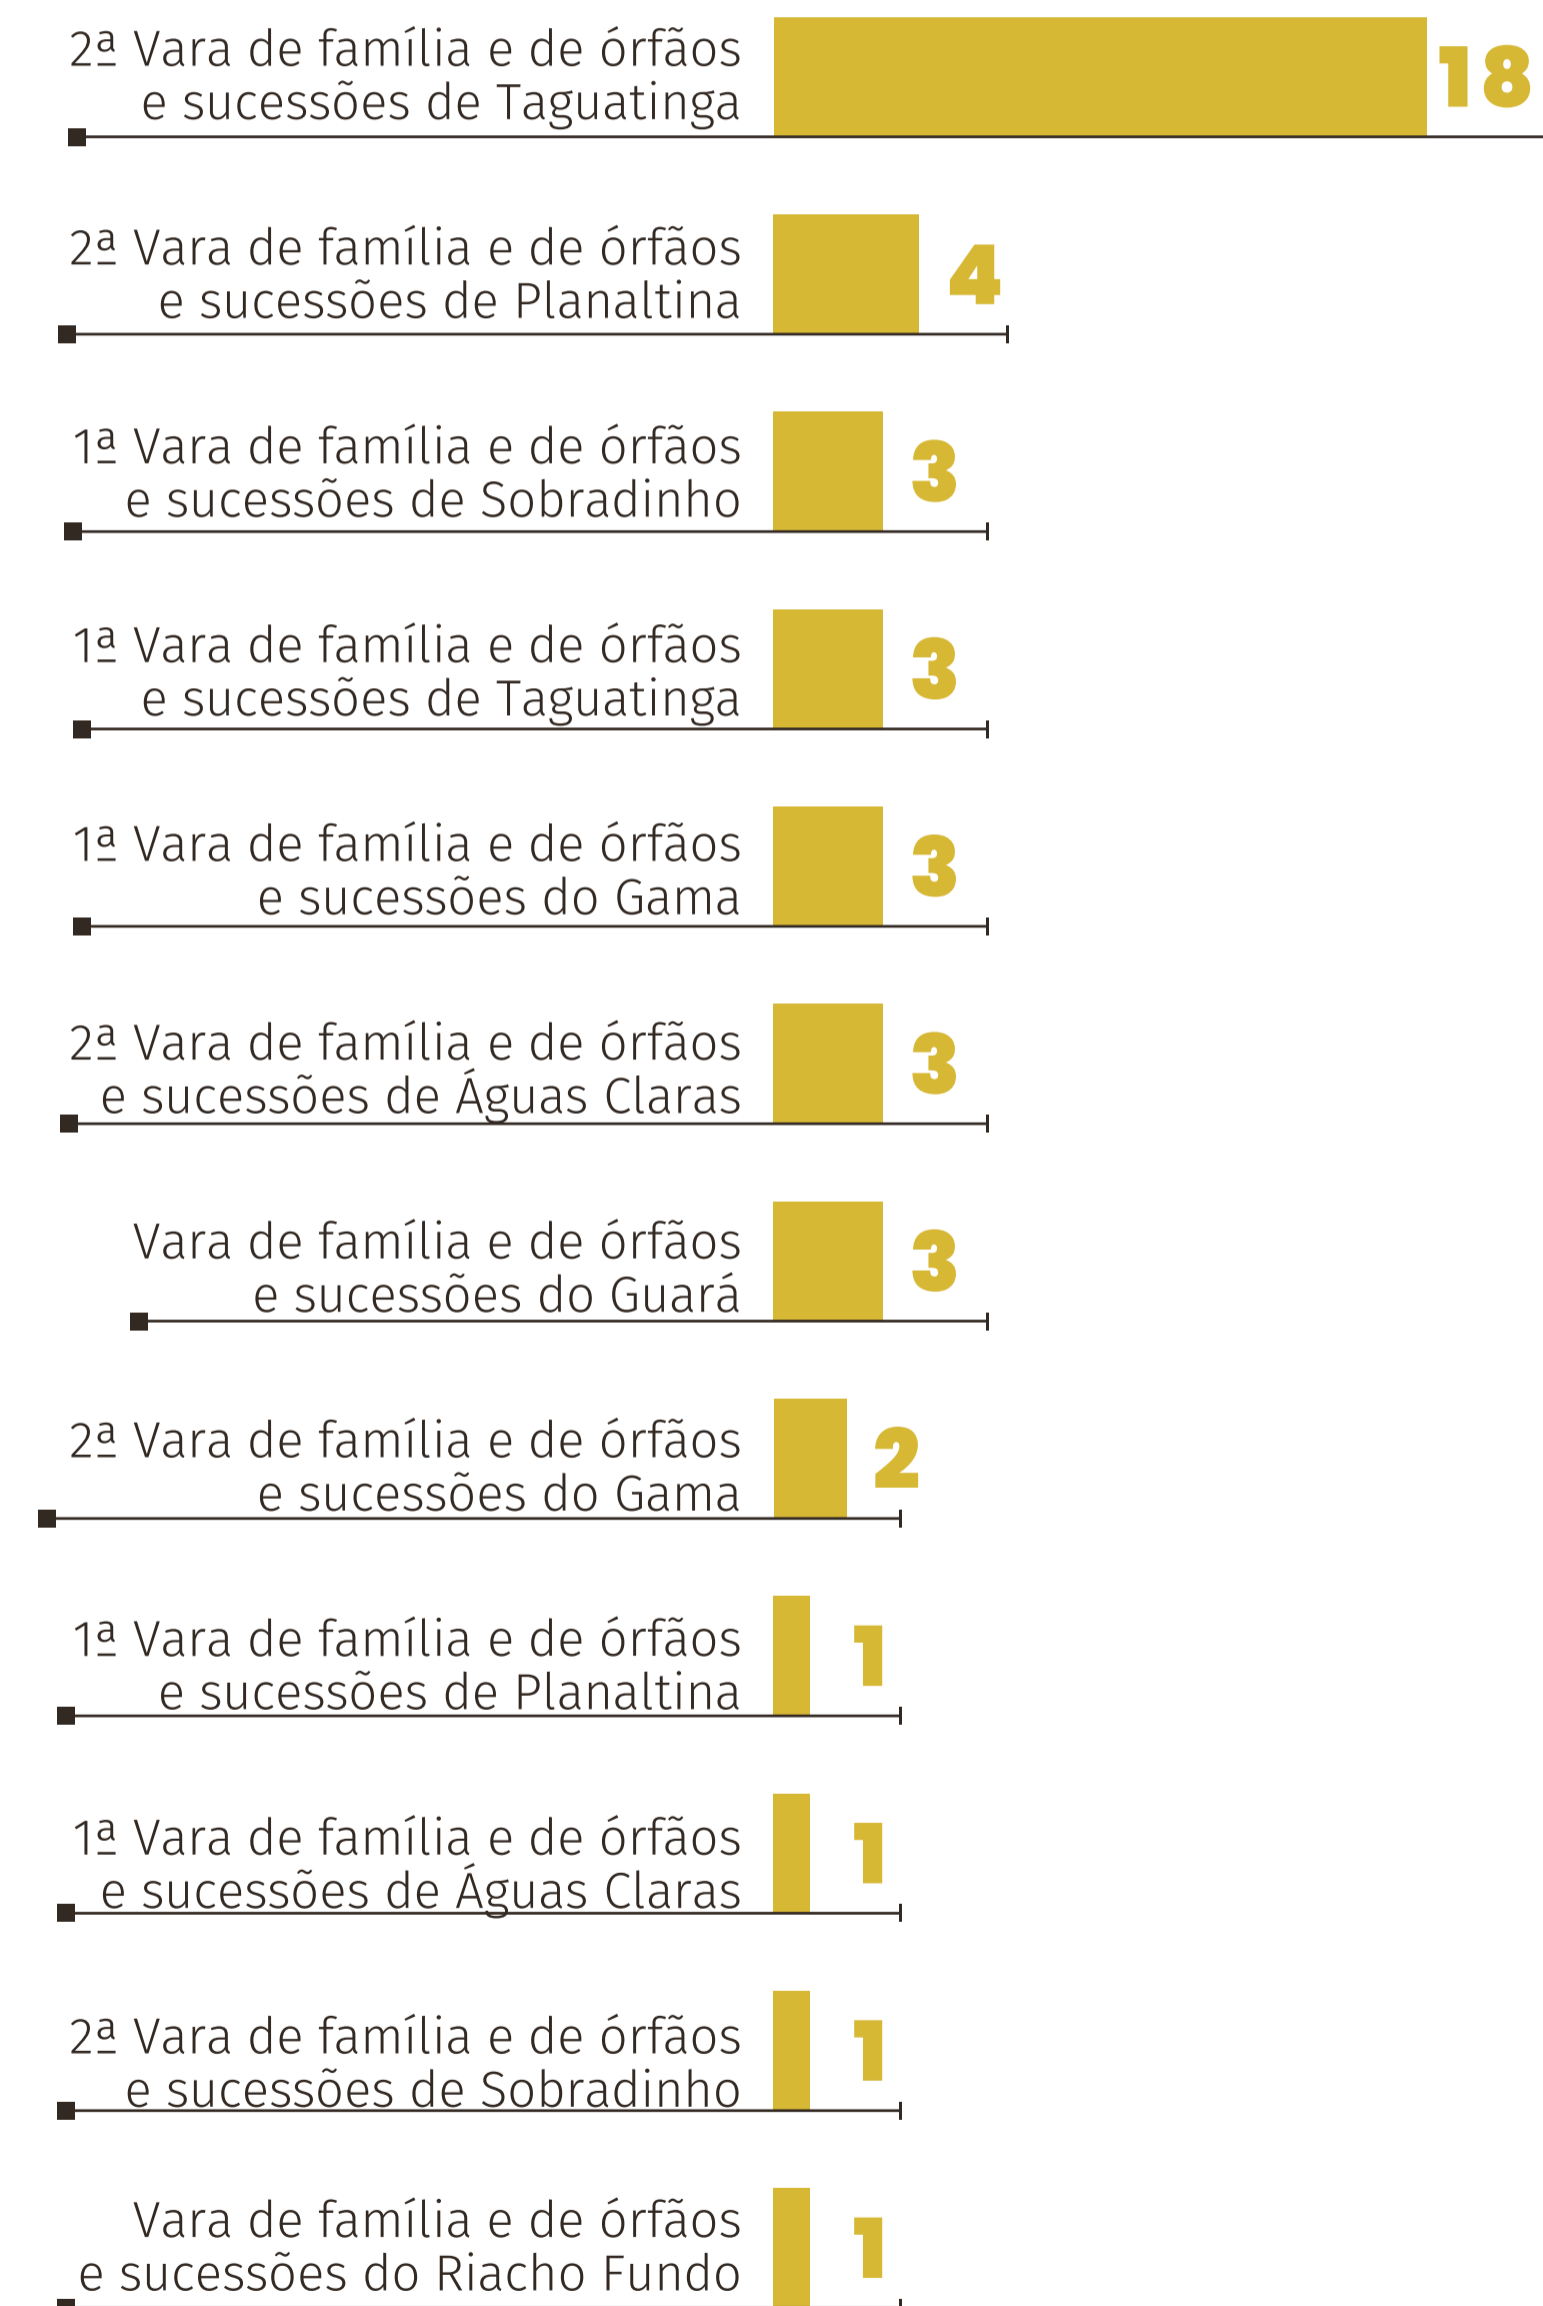 2ª Vara de família e de órfãos
e sucessões de Taguatinga
18
2ª Vara de família e de órfãos
e sucessões de Planaltina
4
1ª Vara de família e de órfãos
e sucessões de Sobradinho
3
1ª Vara de família e de órfãos
e sucessões de Taguatinga
3
1ª Vara de família e de órfãos
e sucessões do Gama
3
2ª Vara de família e de órfãos
e sucessões de Águas Claras
3
Vara de família e de órfãos
e sucessões do Guará
3
2ª Vara de família e de órfãos
e sucessões do Gama
2
1ª Vara de família e de órfãos
e sucessões de Planaltina
1
1ª Vara de família e de órfãos
e sucessões de Águas Claras
1
2ª Vara de família e de órfãos
e sucessões de Sobradinho
1
Vara de família e de órfãos
e sucessões do Riacho Fundo
1